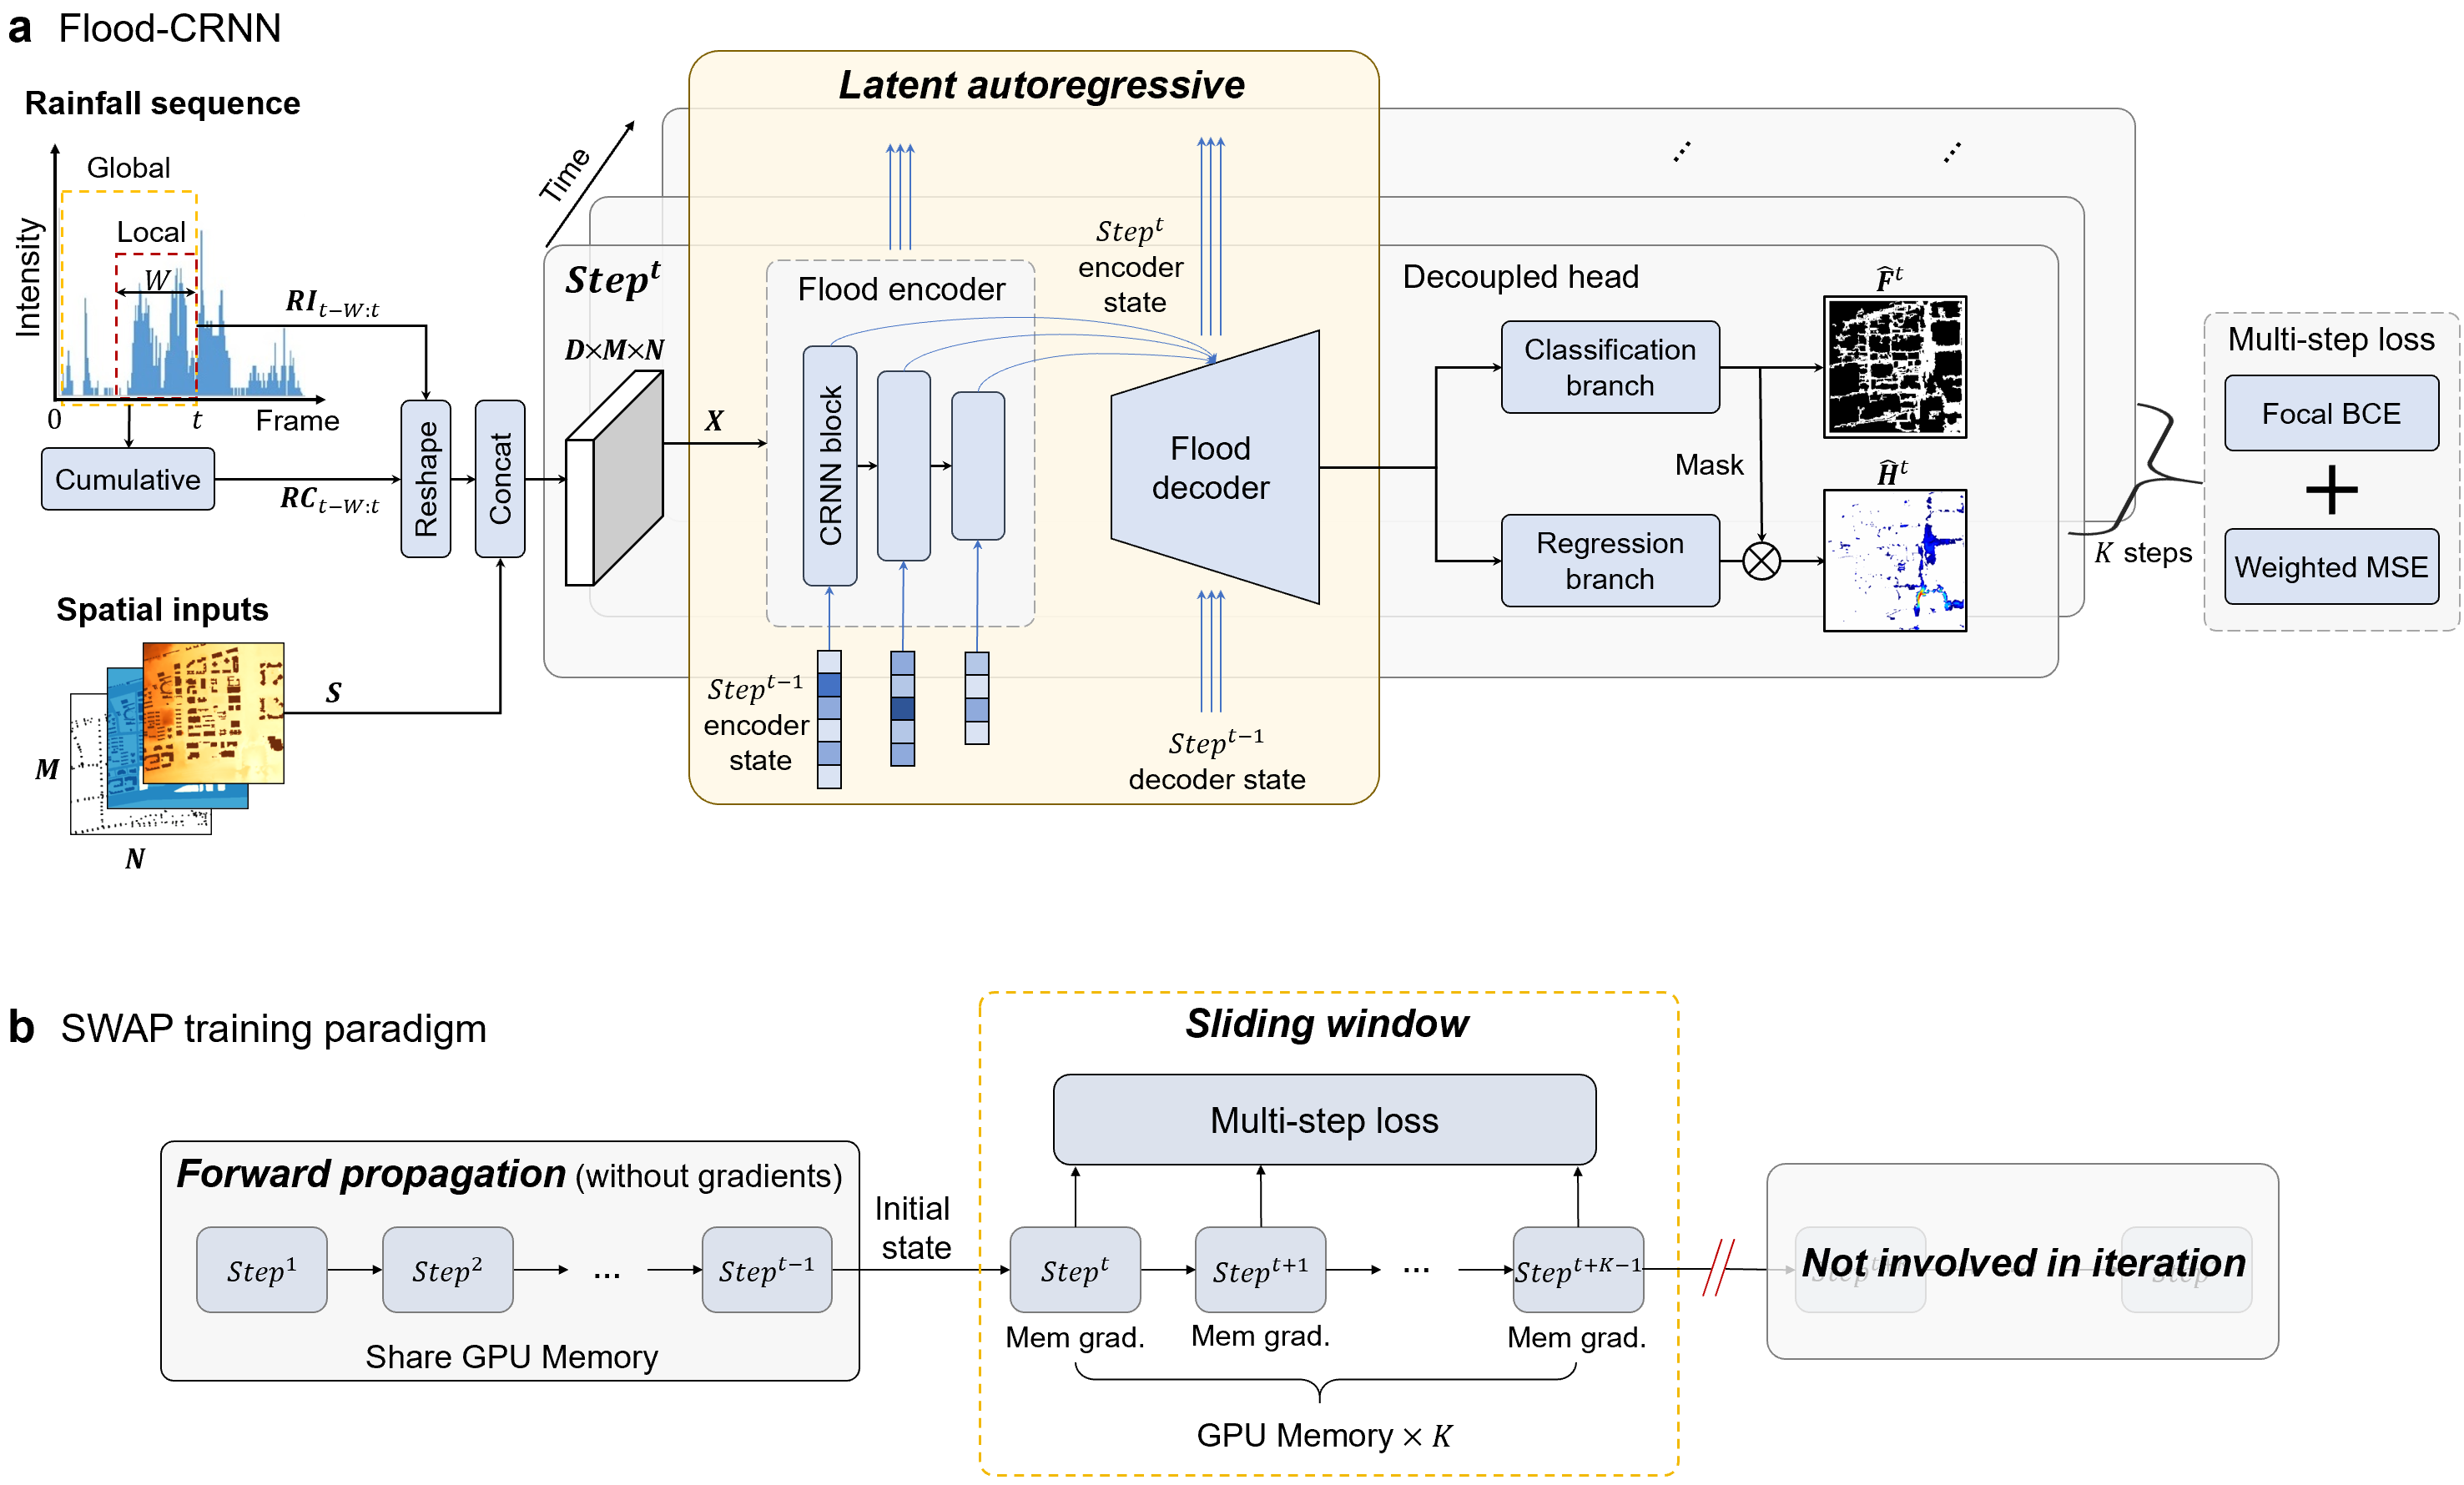 a Flood-CRNN
Rainfall sequence
Intensity
Global
Local
W
0
t
Frame
RI_{t−W:t}
Cumulative
RC_{t−W:t}
Reshape
Concat
Spatial inputs
S
M
N
Time
Latent autoregressive
Step^t
D×M×N
X
Flood encoder
CRNN block
Step^{t−1}
encoder
state
Step^t
encoder
state
Flood
decoder
Step^{t−1}
decoder state
Decoupled head
Classification
branch
Mask
Regression
branch
F̂^t
Ĥ^t
...
...
K steps
Multi-step loss
Focal BCE
+
Weighted MSE
b SWAP training paradigm
Forward propagation (without gradients)
Step^1
Step^2
...
Step^{t−1}
Share GPU Memory
Initial
state
Sliding window
Multi-step loss
Step^t
Step^{t+1}
...
Step^{t+K−1}
Mem grad.
Mem grad.
Mem grad.
GPU Memory × K
Not involved in iteration